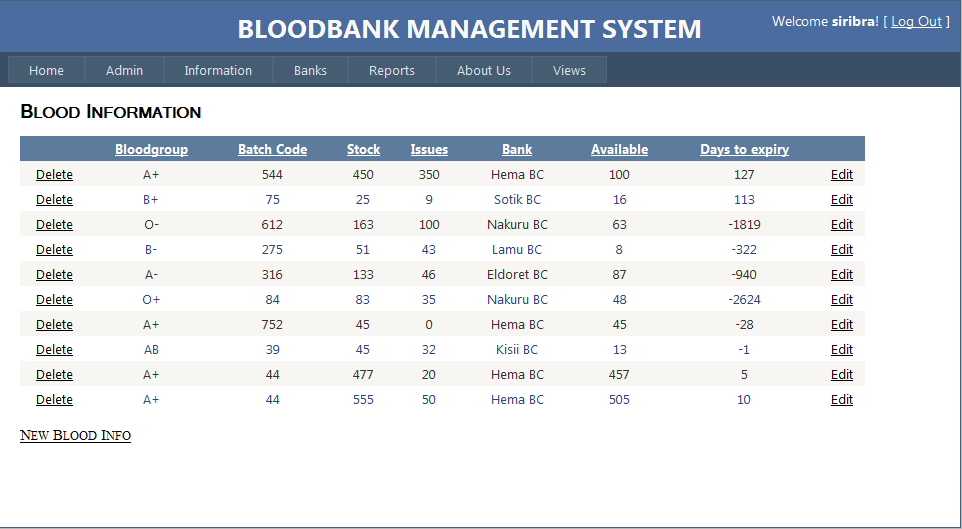 BLOODBANK MANAGEMENT SYSTEM
Welcome siribra! [ Log Out ]
Home Admin Information Banks Reports About Us Views
BLOOD INFORMATION
Bloodgroup Batch Code Stock Issues Bank Available Days to expiry
Delete A+ 544 450 350 Hema BC 100 127 Edit
Delete B+ 75 25 9 Sotik BC 16 113 Edit
Delete O- 612 163 100 Nakuru BC 63 -1819 Edit
Delete B- 275 51 43 Lamu BC 8 -322 Edit
Delete A- 316 133 46 Eldoret BC 87 -940 Edit
Delete O+ 84 83 35 Nakuru BC 48 -2624 Edit
Delete A+ 752 45 0 Hema BC 45 -28 Edit
Delete AB 39 45 32 Kisii BC 13 -1 Edit
Delete A+ 44 477 20 Hema BC 457 5 Edit
Delete A+ 44 555 50 Hema BC 505 10 Edit
NEW BLOOD INFO